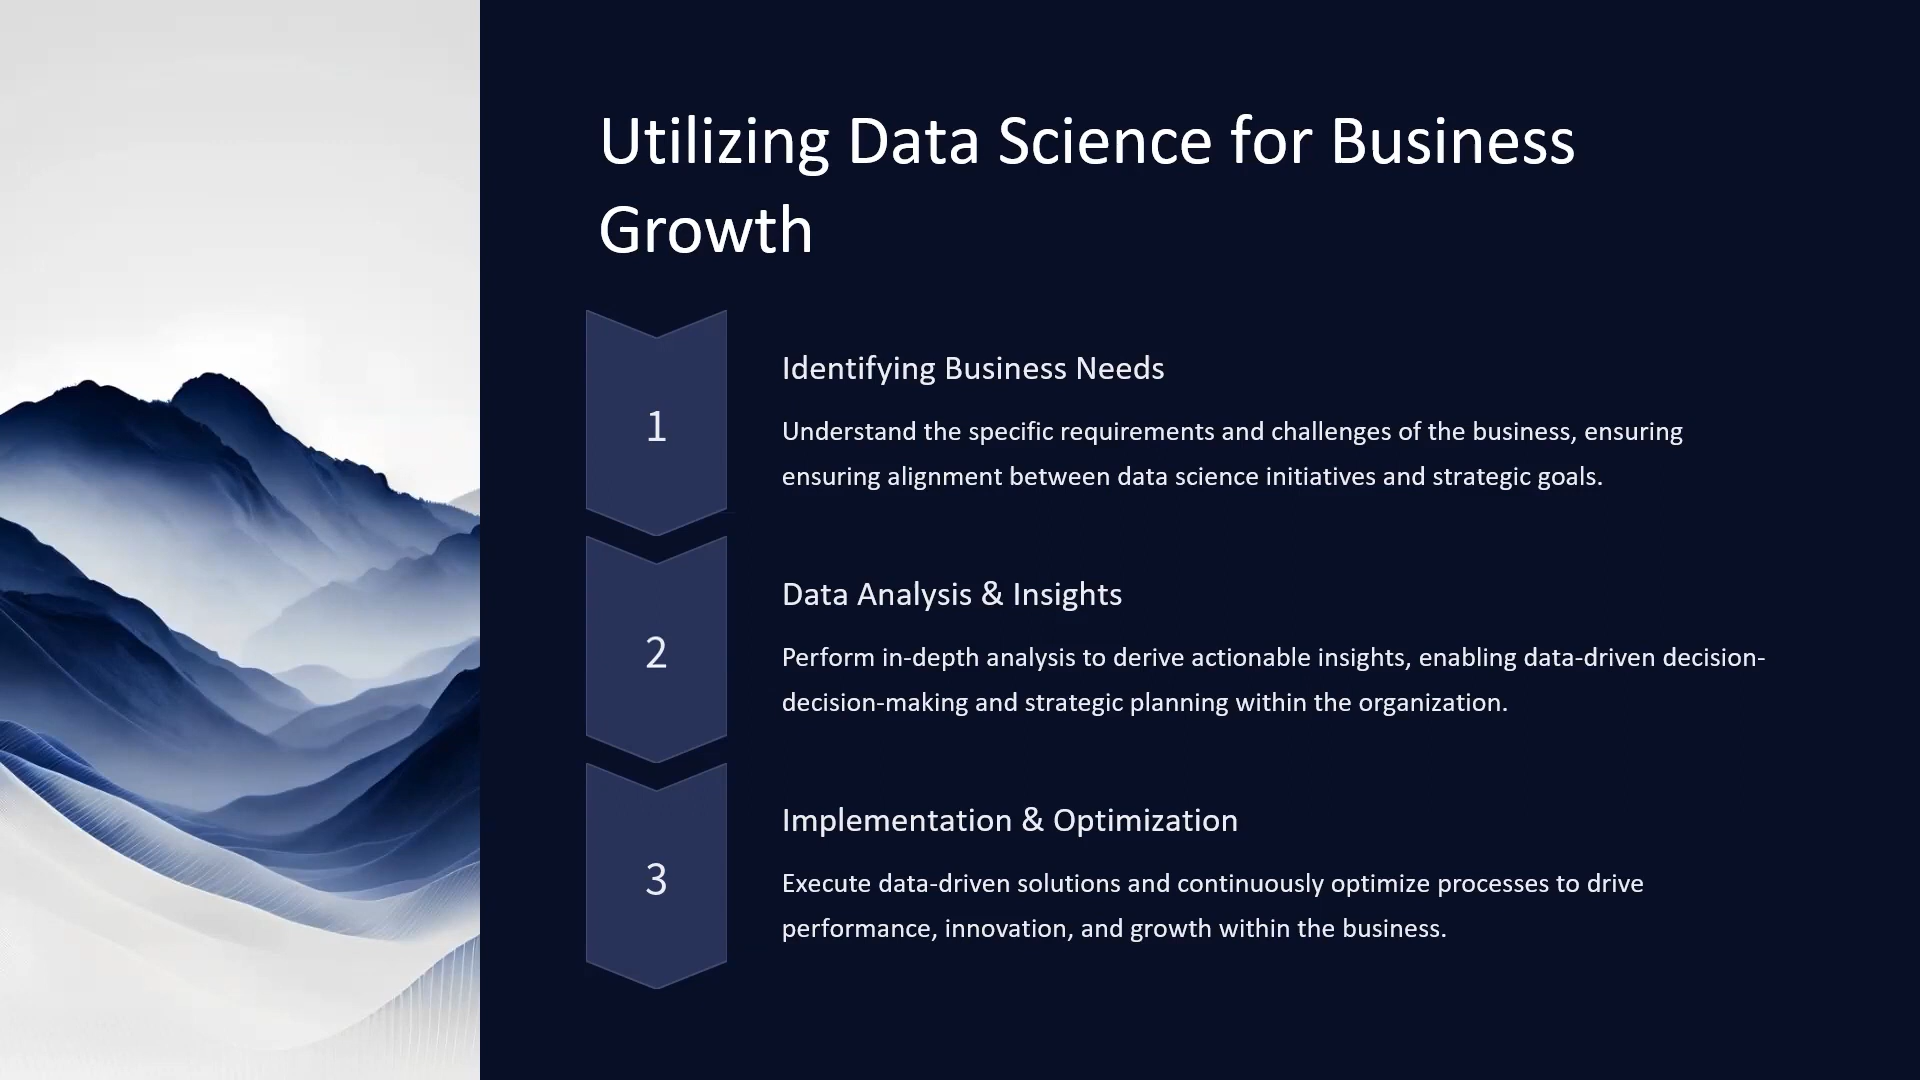 Utilizing Data Science for Business
Growth
1
Identifying Business Needs
Understand the specific requirements and challenges of the business, ensuring
ensuring alignment between data science initiatives and strategic goals.
2
Data Analysis & Insights
Perform in-depth analysis to derive actionable insights, enabling data-driven decision-
decision-making and strategic planning within the organization.
3
Implementation & Optimization
Execute data-driven solutions and continuously optimize processes to drive
performance, innovation, and growth within the business.